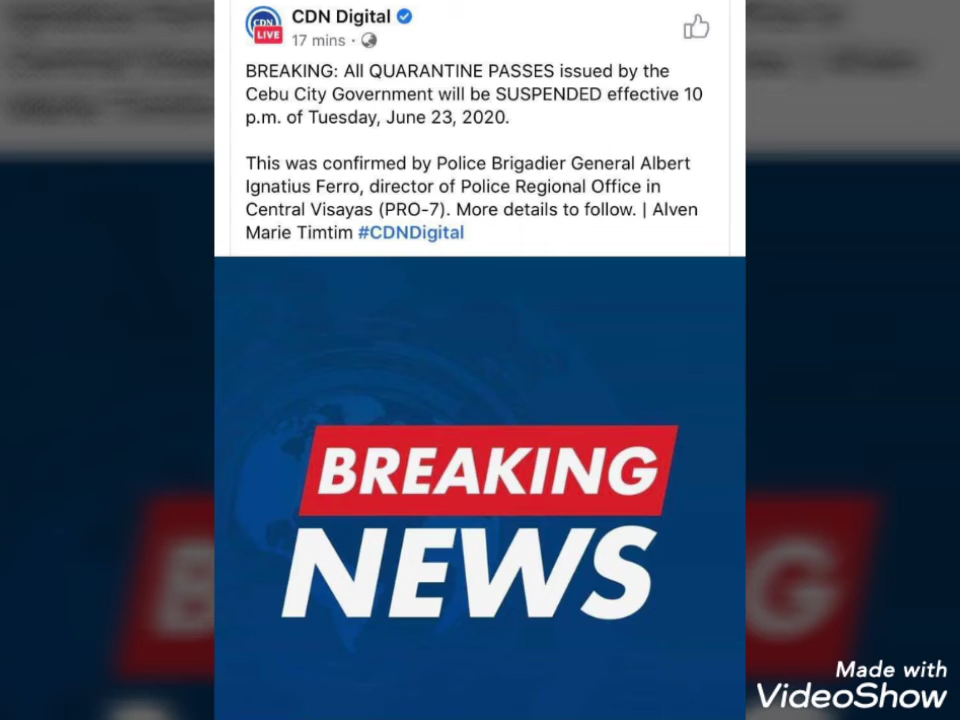 CDN Digital
CDN
LIVE
17 mins ·
BREAKING: All QUARANTINE PASSES issued by the
Cebu City Government will be SUSPENDED effective 10
p.m. of Tuesday, June 23, 2020.
This was confirmed by Police Brigadier General Albert
Ignatius Ferro, director of Police Regional Office in
Central Visayas (PRO-7). More details to follow. | Alven
Marie Timtim #CDNDigital
BREAKING
NEWS
Made with
VideoShow